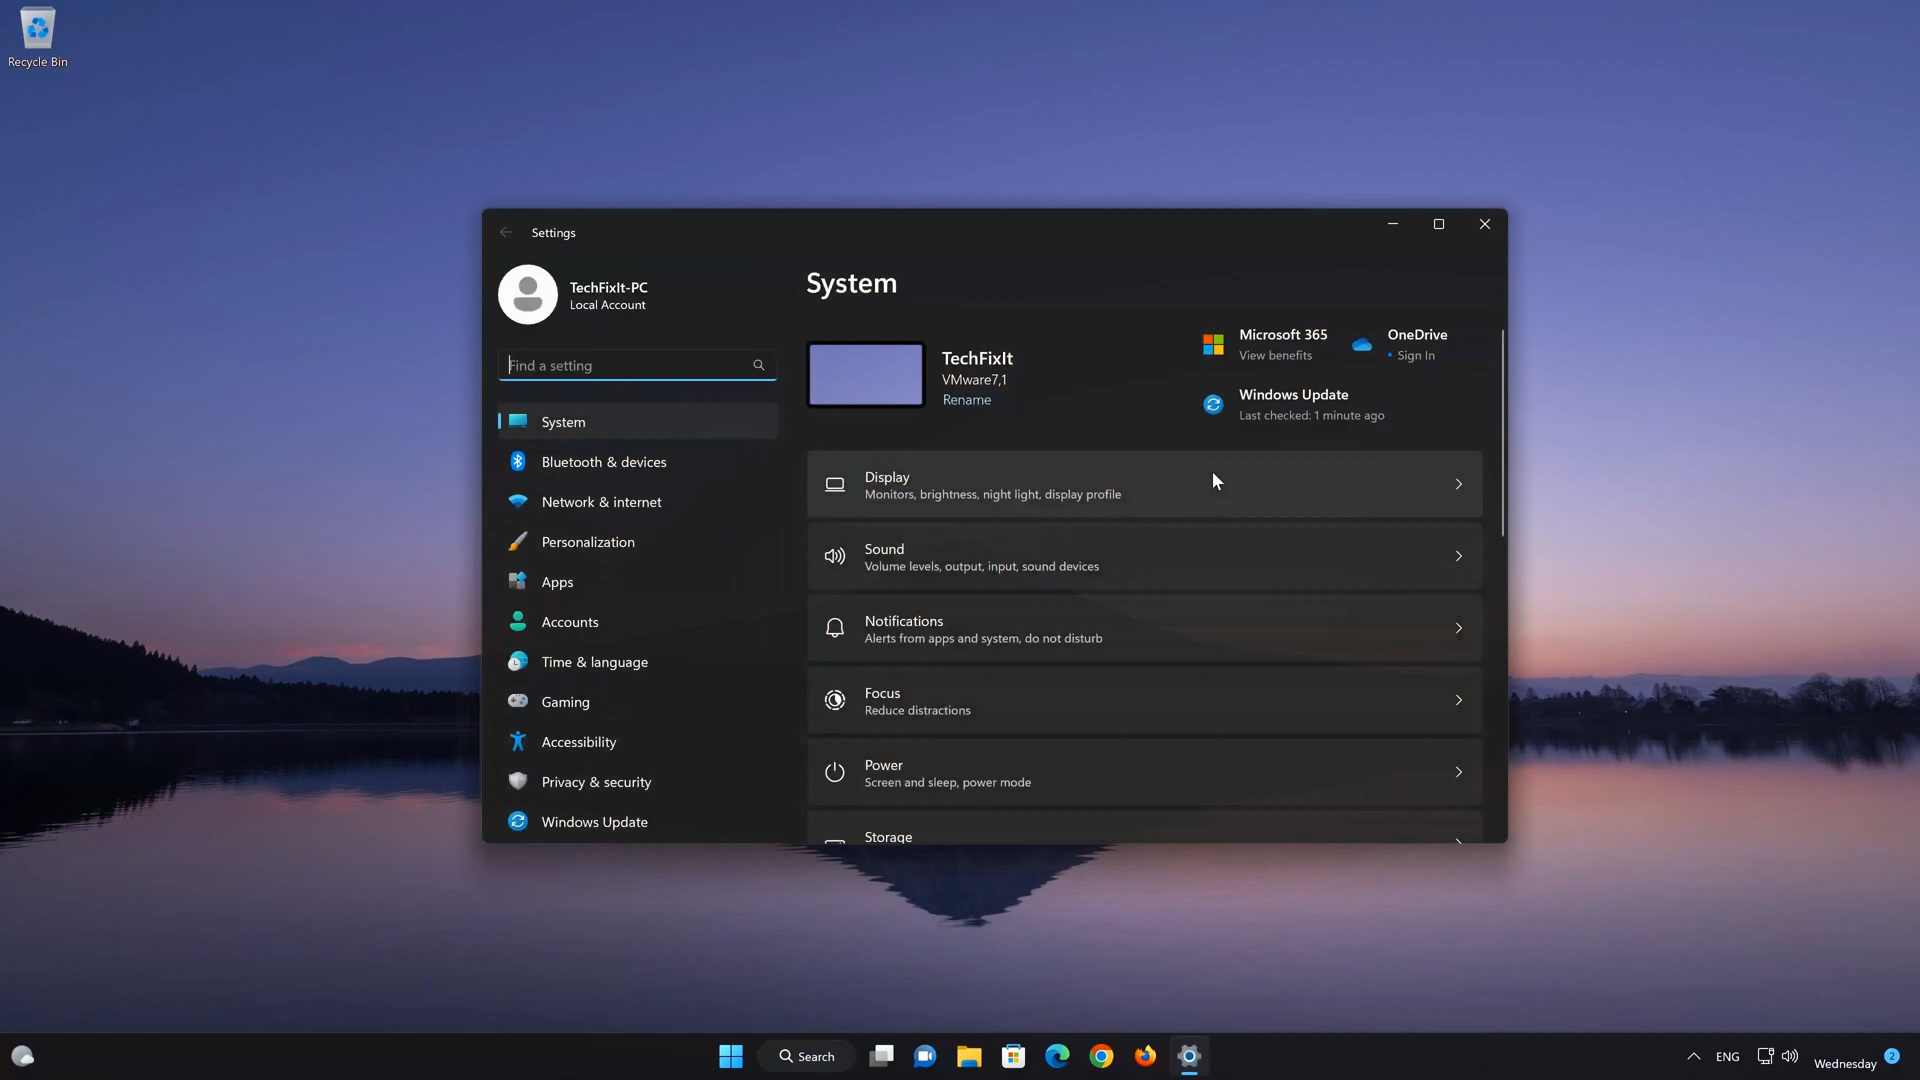 Recycle Bin
Settings
TechFixIt-PC
Local Account
Find a setting
System
Bluetooth & devices
Network & internet
Personalization
Apps
Accounts
Time & language
Gaming
Accessibility
Privacy & security
Windows Update
System
TechFixIt
VMware7,1
Rename
Microsoft 365
View benefits
OneDrive
• Sign In
Windows Update
Last checked: 1 minute ago
Display
Monitors, brightness, night light, display profile
Sound
Volume levels, output, input, sound devices
Notifications
Alerts from apps and system, do not disturb
Focus
Reduce distractions
Power
Screen and sleep, power mode
Storage
Search
ENG
Wednesday
2